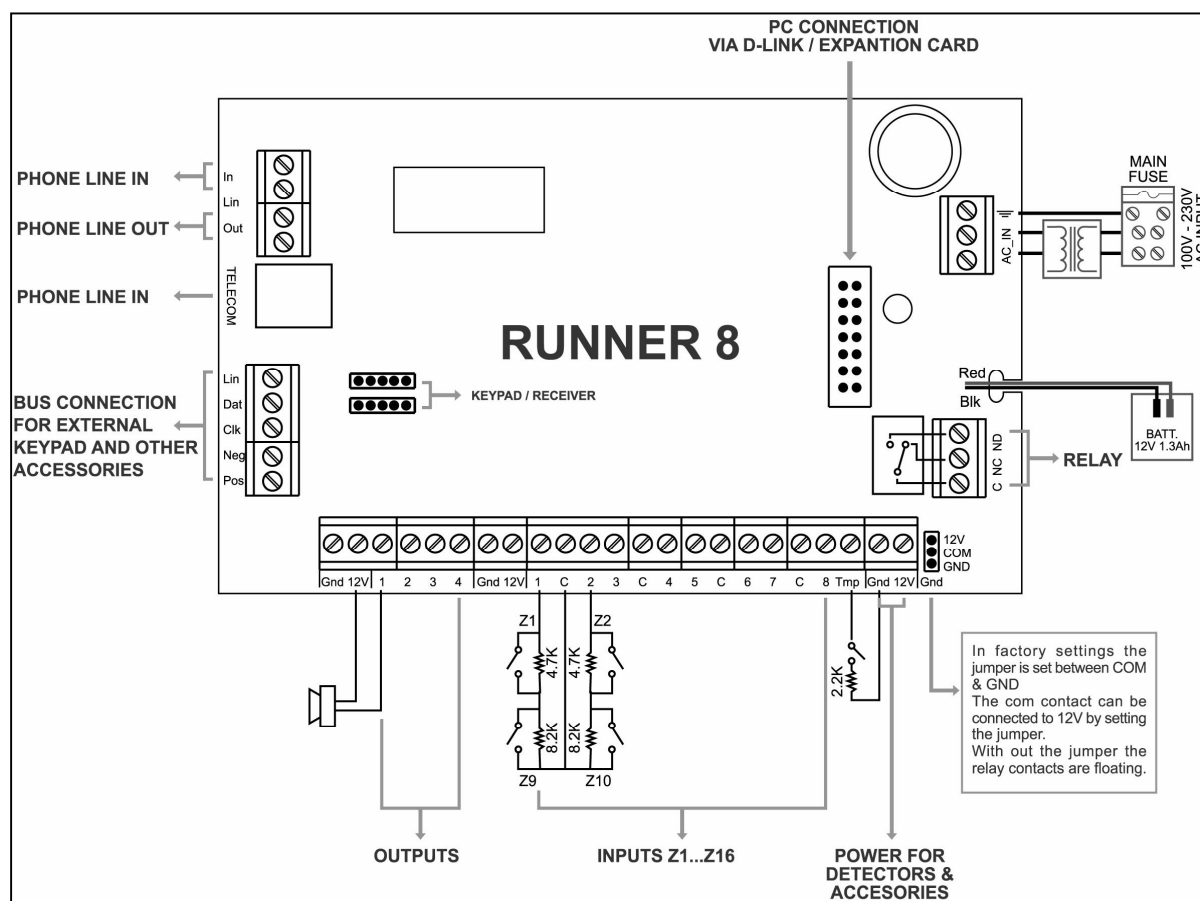 PC CONNECTION
VIA D-LINK / EXPANTION CARD
PHONE LINE IN
In
Lin
PHONE LINE OUT
Out
PHONE LINE IN
TELECOM
MAIN
FUSE
AC_IN
100V - 230V
AC INPUT
RUNNER 8
KEYPAD / RECEIVER
BUS CONNECTION
FOR EXTERNAL
KEYPAD AND OTHER
ACCESSORIES
Lin
Dat
Clk
Neg
Pos
Red
Blk
BATT.
12V 1.3Ah
C NC ND
RELAY
12V
COM
GND
Gnd 12V 1 2 3 4 Gnd 12V 1 C 2 3 C 4 5 C 6 7 C 8 Tmp Gnd 12V Gnd
Z1
Z2
4.7K
4.7K
8.2K
8.2K
Z9
Z10
2.2K
In factory settings the
jumper is set between COM
& GND
The com contact can be
connected to 12V by setting
the jumper.
With out the jumper the
relay contacts are floating.
OUTPUTS
INPUTS Z1...Z16
POWER FOR
DETECTORS &
ACCESORIES